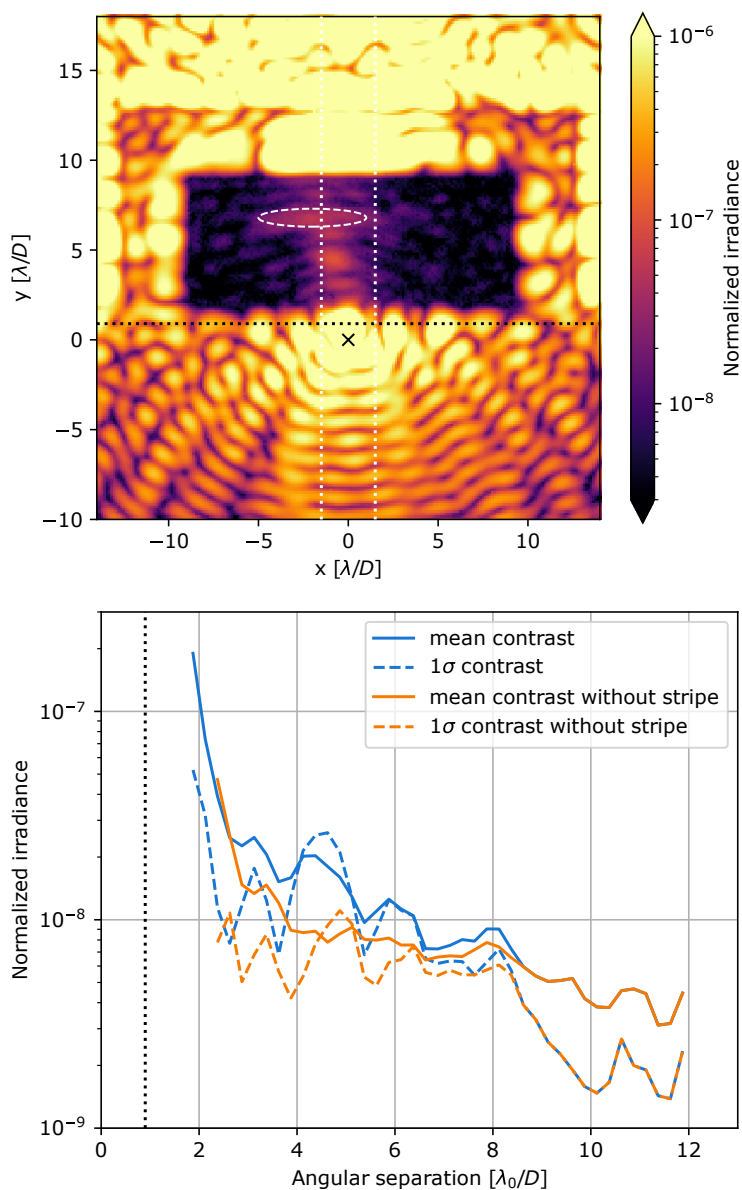 15
10
5
0
−5
−10
y [λ/D]
−10
−5
0
5
10
x [λ/D]
10⁻⁶
10⁻⁷
10⁻⁸
Normalized irradiance
mean contrast
1σ contrast
mean contrast without stripe
1σ contrast without stripe
10⁻⁷
10⁻⁸
10⁻⁹
Normalized irradiance
0
2
4
6
8
10
12
Angular separation [λ₀/D]